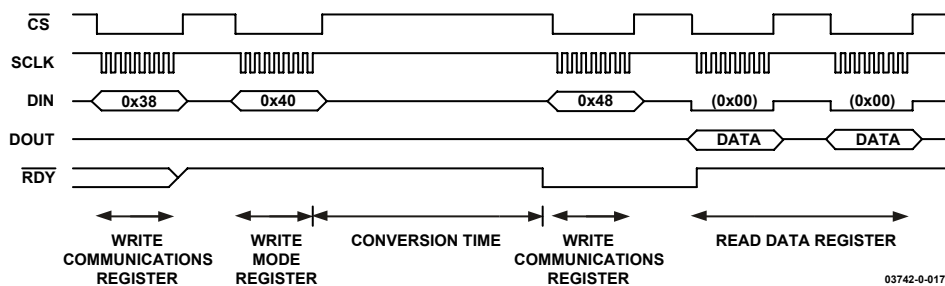 CS
SCLK
DIN 0x38 0x40 0x48 (0x00) (0x00)
DOUT DATA DATA
RDY
WRITE COMMUNICATIONS REGISTER
WRITE MODE REGISTER
CONVERSION TIME
WRITE COMMUNICATIONS REGISTER
READ DATA REGISTER
03742-0-017